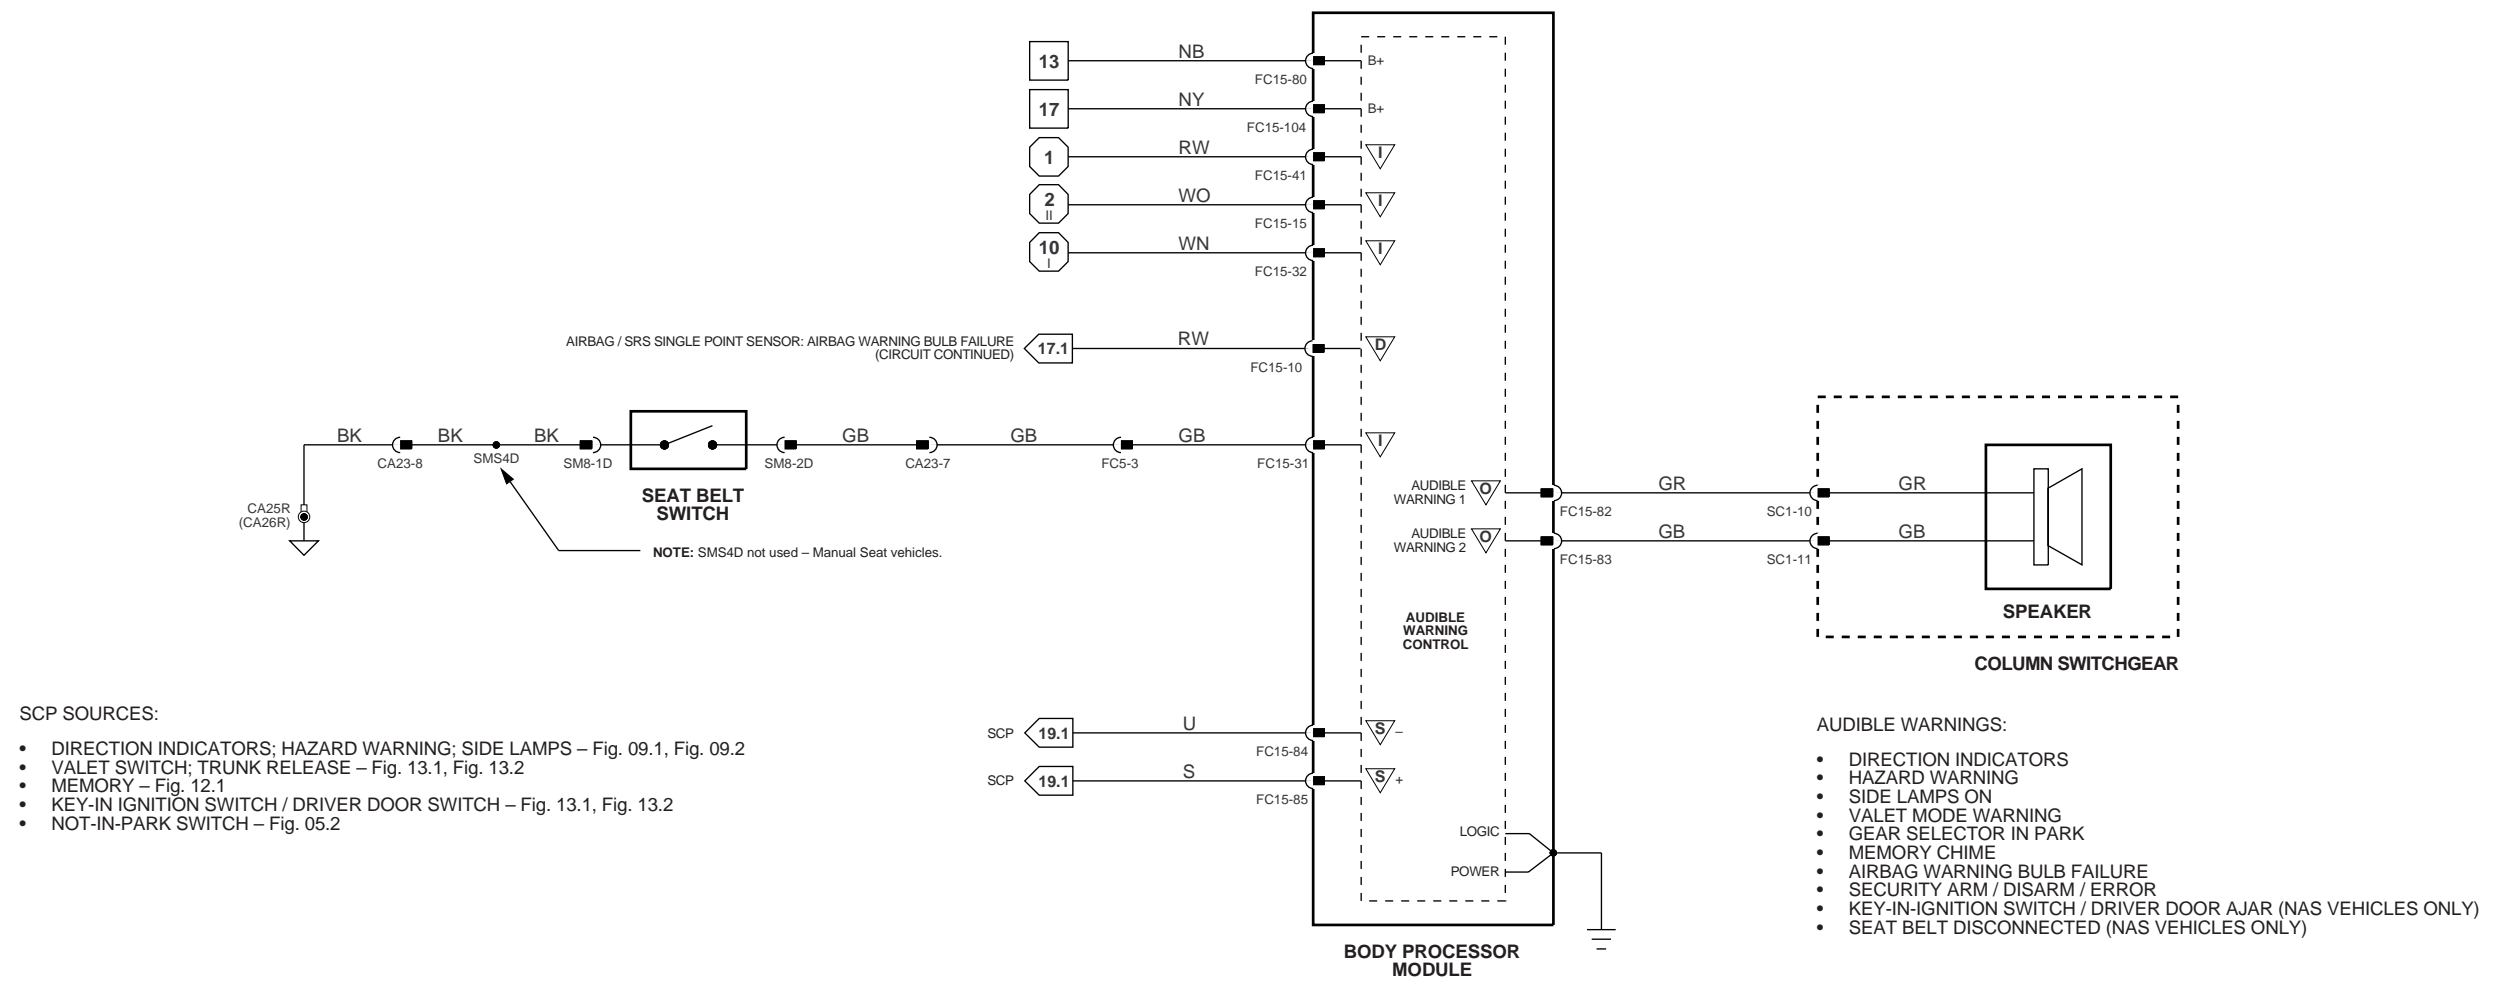 13 NB FC15-80 B+
17 NY FC15-104 B+
1 RW FC15-41 I
2 II WO FC15-15 I
10 I WN FC15-32 I
AIRBAG / SRS SINGLE POINT SENSOR: AIRBAG WARNING BULB FAILURE
(CIRCUIT CONTINUED)
17.1 RW FC15-10 D
BK BK BK GB GB GB I
CA23-8 SMS4D SM8-1D SM8-2D CA23-7 FC5-3 FC15-31
SEAT BELT
SWITCH
CA25R
(CA26R)
NOTE: SMS4D not used – Manual Seat vehicles.
AUDIBLE
WARNING 1
O GR GR
FC15-82 SC1-10
AUDIBLE
WARNING 2
O GB GB
FC15-83 SC1-11
SPEAKER
COLUMN SWITCHGEAR
AUDIBLE
WARNING
CONTROL
SCP 19.1 U FC15-84 S –
SCP 19.1 S FC15-85 S +
LOGIC
POWER
BODY PROCESSOR
MODULE
SCP SOURCES:
• DIRECTION INDICATORS; HAZARD WARNING; SIDE LAMPS – Fig. 09.1, Fig. 09.2
• VALET SWITCH; TRUNK RELEASE – Fig. 13.1, Fig. 13.2
• MEMORY – Fig. 12.1
• KEY-IN IGNITION SWITCH / DRIVER DOOR SWITCH – Fig. 13.1, Fig. 13.2
• NOT-IN-PARK SWITCH – Fig. 05.2
AUDIBLE WARNINGS:
• DIRECTION INDICATORS
• HAZARD WARNING
• SIDE LAMPS ON
• VALET MODE WARNING
• GEAR SELECTOR IN PARK
• MEMORY CHIME
• AIRBAG WARNING BULB FAILURE
• SECURITY ARM / DISARM / ERROR
• KEY-IN-IGNITION SWITCH / DRIVER DOOR AJAR (NAS VEHICLES ONLY)
• SEAT BELT DISCONNECTED (NAS VEHICLES ONLY)